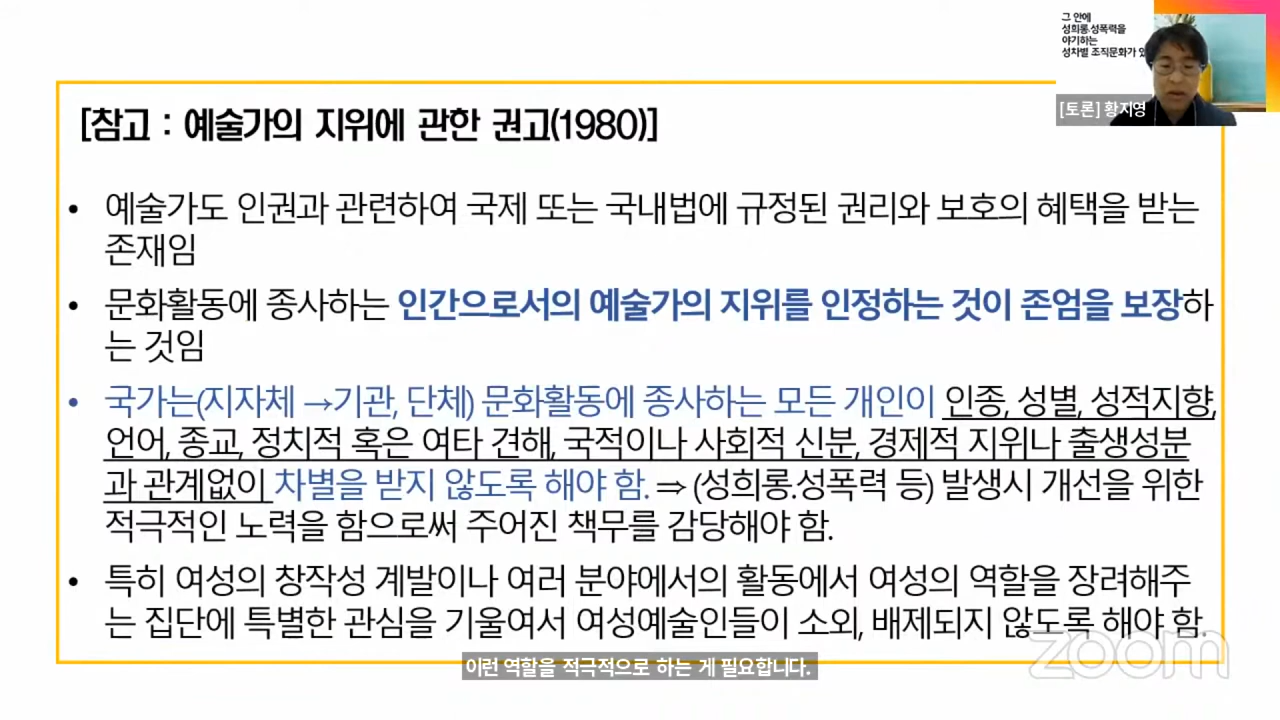 그 안에
성희롱·성폭력을
야기하는
성차별 조직문화가 있
[토론] 황지영
[참고 : 예술가의 지위에 관한 권고(1980)]
• 예술가도 인권과 관련하여 국제 또는 국내법에 규정된 권리와 보호의 혜택을 받는
존재임
• 문화활동에 종사하는 인간으로서의 예술가의 지위를 인정하는 것이 존엄을 보장하
는 것임
• 국가는(지자체 →기관, 단체) 문화활동에 종사하는 모든 개인이 인종, 성별, 성적지향,
언어, 종교, 정치적 혹은 여타 견해, 국적이나 사회적 신분, 경제적 지위나 출생성분
과 관계없이 차별을 받지 않도록 해야 함. ⇒ (성희롱.성폭력 등) 발생시 개선을 위한
적극적인 노력을 함으로써 주어진 책무를 감당해야 함.
• 특히 여성의 창작성 계발이나 여러 분야에서의 활동에서 여성의 역할을 장려해주
는 집단에 특별한 관심을 기울여서 여성예술인들이 소외, 배제되지 않도록 해야 함.
zoom
이런 역할을 적극적으로 하는 게 필요합니다.